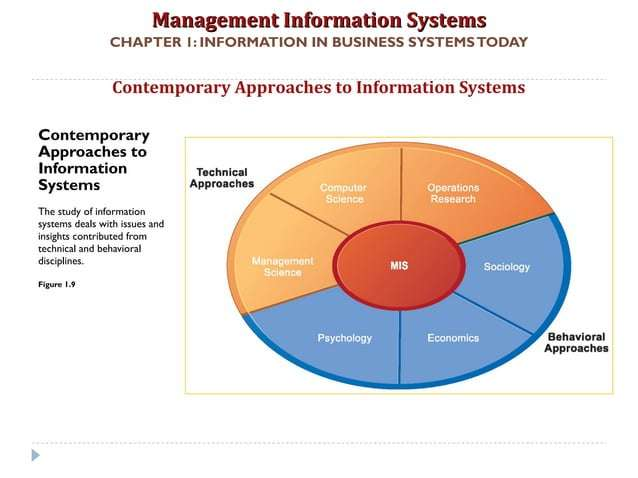 Management Information Systems
CHAPTER 1: INFORMATION IN BUSINESS SYSTEMS TODAY
Contemporary Approaches to Information Systems
Contemporary
Approaches to
Information
Systems
The study of information
systems deals with issues and
insights contributed from
technical and behavioral
disciplines.
Figure 1.9
Technical
Approaches
Computer
Science
Operations
Research
Management
Science
MIS
Sociology
Psychology
Economics
Behavioral
Approaches